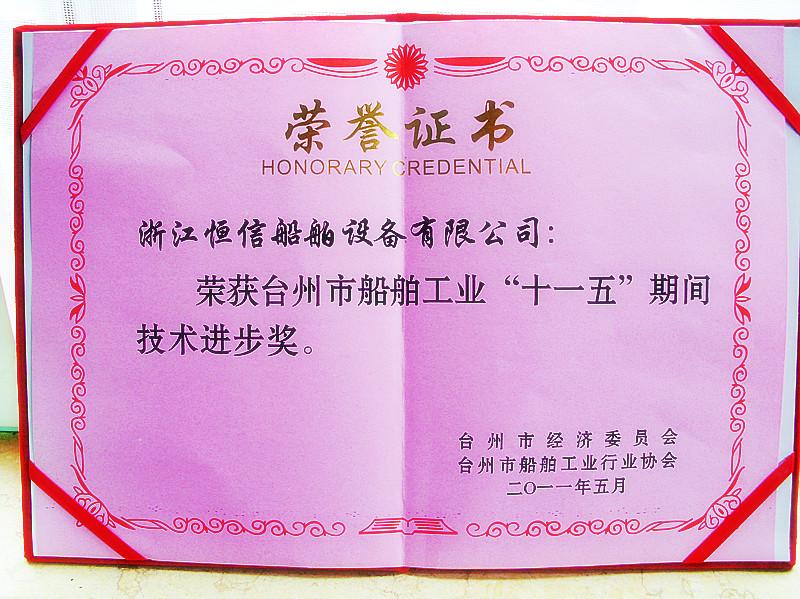 荣誉证书
HONORARY CREDENTIAL
浙江恒信船舶设备有限公司：
荣获台州市船舶工业“十一五”期间
技术进步奖。
台州市经济委员会
台州市船舶工业行业协会
二〇一一年五月